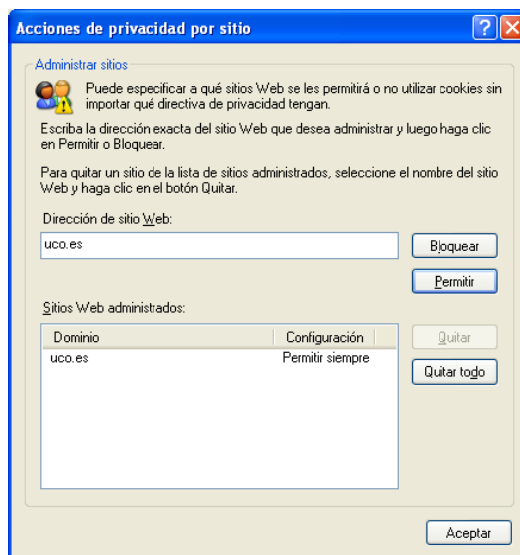 Acciones de privacidad por sitio
Administrar sitios
Puede especificar a qué sitios Web se les permitirá o no utilizar cookies sin
importar qué directiva de privacidad tengan.
Escriba la dirección exacta del sitio Web que desea administrar y luego haga clic
en Permitir o Bloquear.
Para quitar un sitio de la lista de sitios administrados, seleccione el nombre del sitio
Web y haga clic en el botón Quitar.
Dirección de sitio Web:
uco.es
Bloquear
Permitir
Sitios Web administrados:
Dominio Configuración
uco.es Permitir siempre
Quitar
Quitar todo
Aceptar